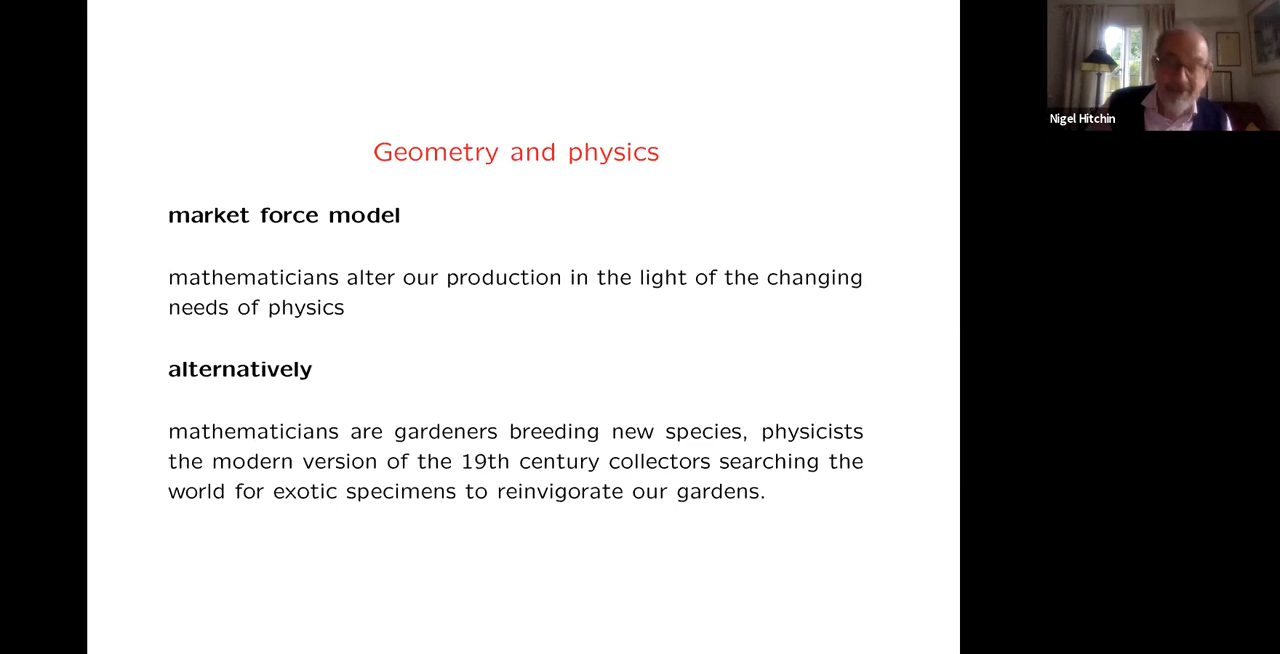 Geometry and physics
market force model
mathematicians alter our production in the light of the changing
needs of physics
alternatively
mathematicians are gardeners breeding new species, physicists
the modern version of the 19th century collectors searching the
world for exotic specimens to reinvigorate our gardens.
Nigel Hitchin